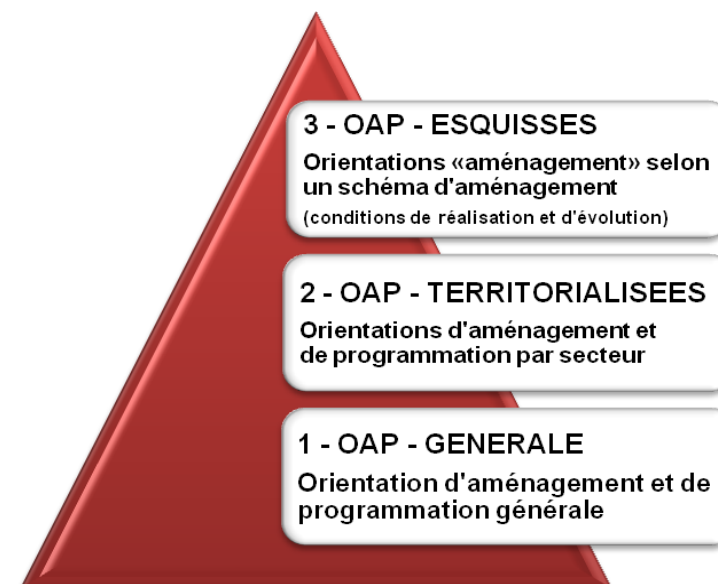 3 - OAP - ESQUISSES
Orientations «aménagement» selon
un schéma d'aménagement
(conditions de réalisation et d'évolution)
2 - OAP - TERRITORIALISEES
Orientations d'aménagement et
de programmation par secteur
1 - OAP - GENERALE
Orientation d'aménagement et de
programmation générale